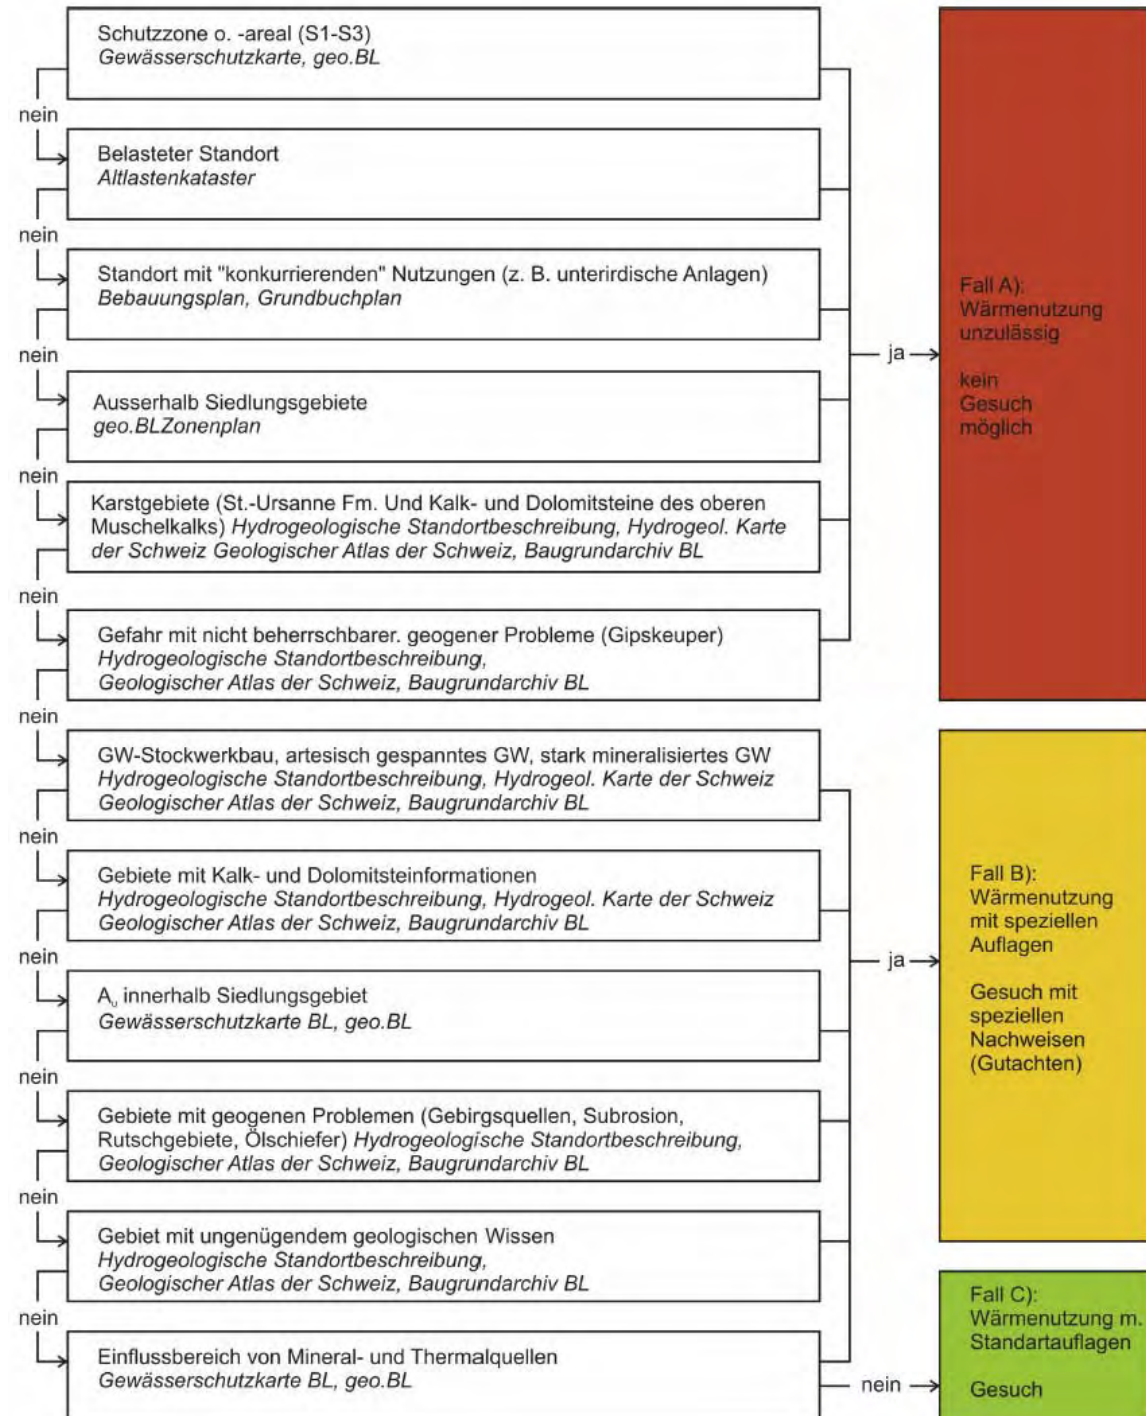 Schutzzone o. -areal (S1-S3)
Gewässerschutzkarte, geo.BL
nein
Belasteter Standort
Altlastenkataster
nein
Standort mit "konkurrierenden" Nutzungen (z. B. unterirdische Anlagen)
Bebauungsplan, Grundbuchplan
nein
Ausserhalb Siedlungsgebiete
geo.BLZonenplan
nein
Karstgebiete (St.-Ursanne Fm. Und Kalk- und Dolomitsteine des oberen
Muschelkalks) Hydrogeologische Standortbeschreibung, Hydrogeol. Karte
der Schweiz Geologischer Atlas der Schweiz, Baugrundarchiv BL
nein
Gefahr mit nicht beherrschbarer. geogener Probleme (Gipskeuper)
Hydrogeologische Standortbeschreibung,
Geologischer Atlas der Schweiz, Baugrundarchiv BL
ja
Fall A):
Wärmenutzung
unzulässig
kein
Gesuch
möglich
nein
GW-Stockwerkbau, artesisch gespanntes GW, stark mineralisiertes GW
Hydrogeologische Standortbeschreibung, Hydrogeol. Karte der Schweiz
Geologischer Atlas der Schweiz, Baugrundarchiv BL
nein
Gebiete mit Kalk- und Dolomitsteinformationen
Hydrogeologische Standortbeschreibung, Hydrogeol. Karte der Schweiz
Geologischer Atlas der Schweiz, Baugrundarchiv BL
nein
Aᵤ innerhalb Siedlungsgebiet
Gewässerschutzkarte BL, geo.BL
nein
Gebiete mit geogenen Problemen (Gebirgsquellen, Subrosion,
Rutschgebiete, Ölschiefer) Hydrogeologische Standortbeschreibung,
Geologischer Atlas der Schweiz, Baugrundarchiv BL
nein
Gebiet mit ungenügendem geologischen Wissen
Hydrogeologische Standortbeschreibung,
Geologischer Atlas der Schweiz, Baugrundarchiv BL
nein
Einflussbereich von Mineral- und Thermalquellen
Gewässerschutzkarte BL, geo.BL
ja
Fall B):
Wärmenutzung
mit speziellen
Auflagen
Gesuch mit
speziellen
Nachweisen
(Gutachten)
nein
Fall C):
Wärmenutzung m.
Standartauflagen
Gesuch